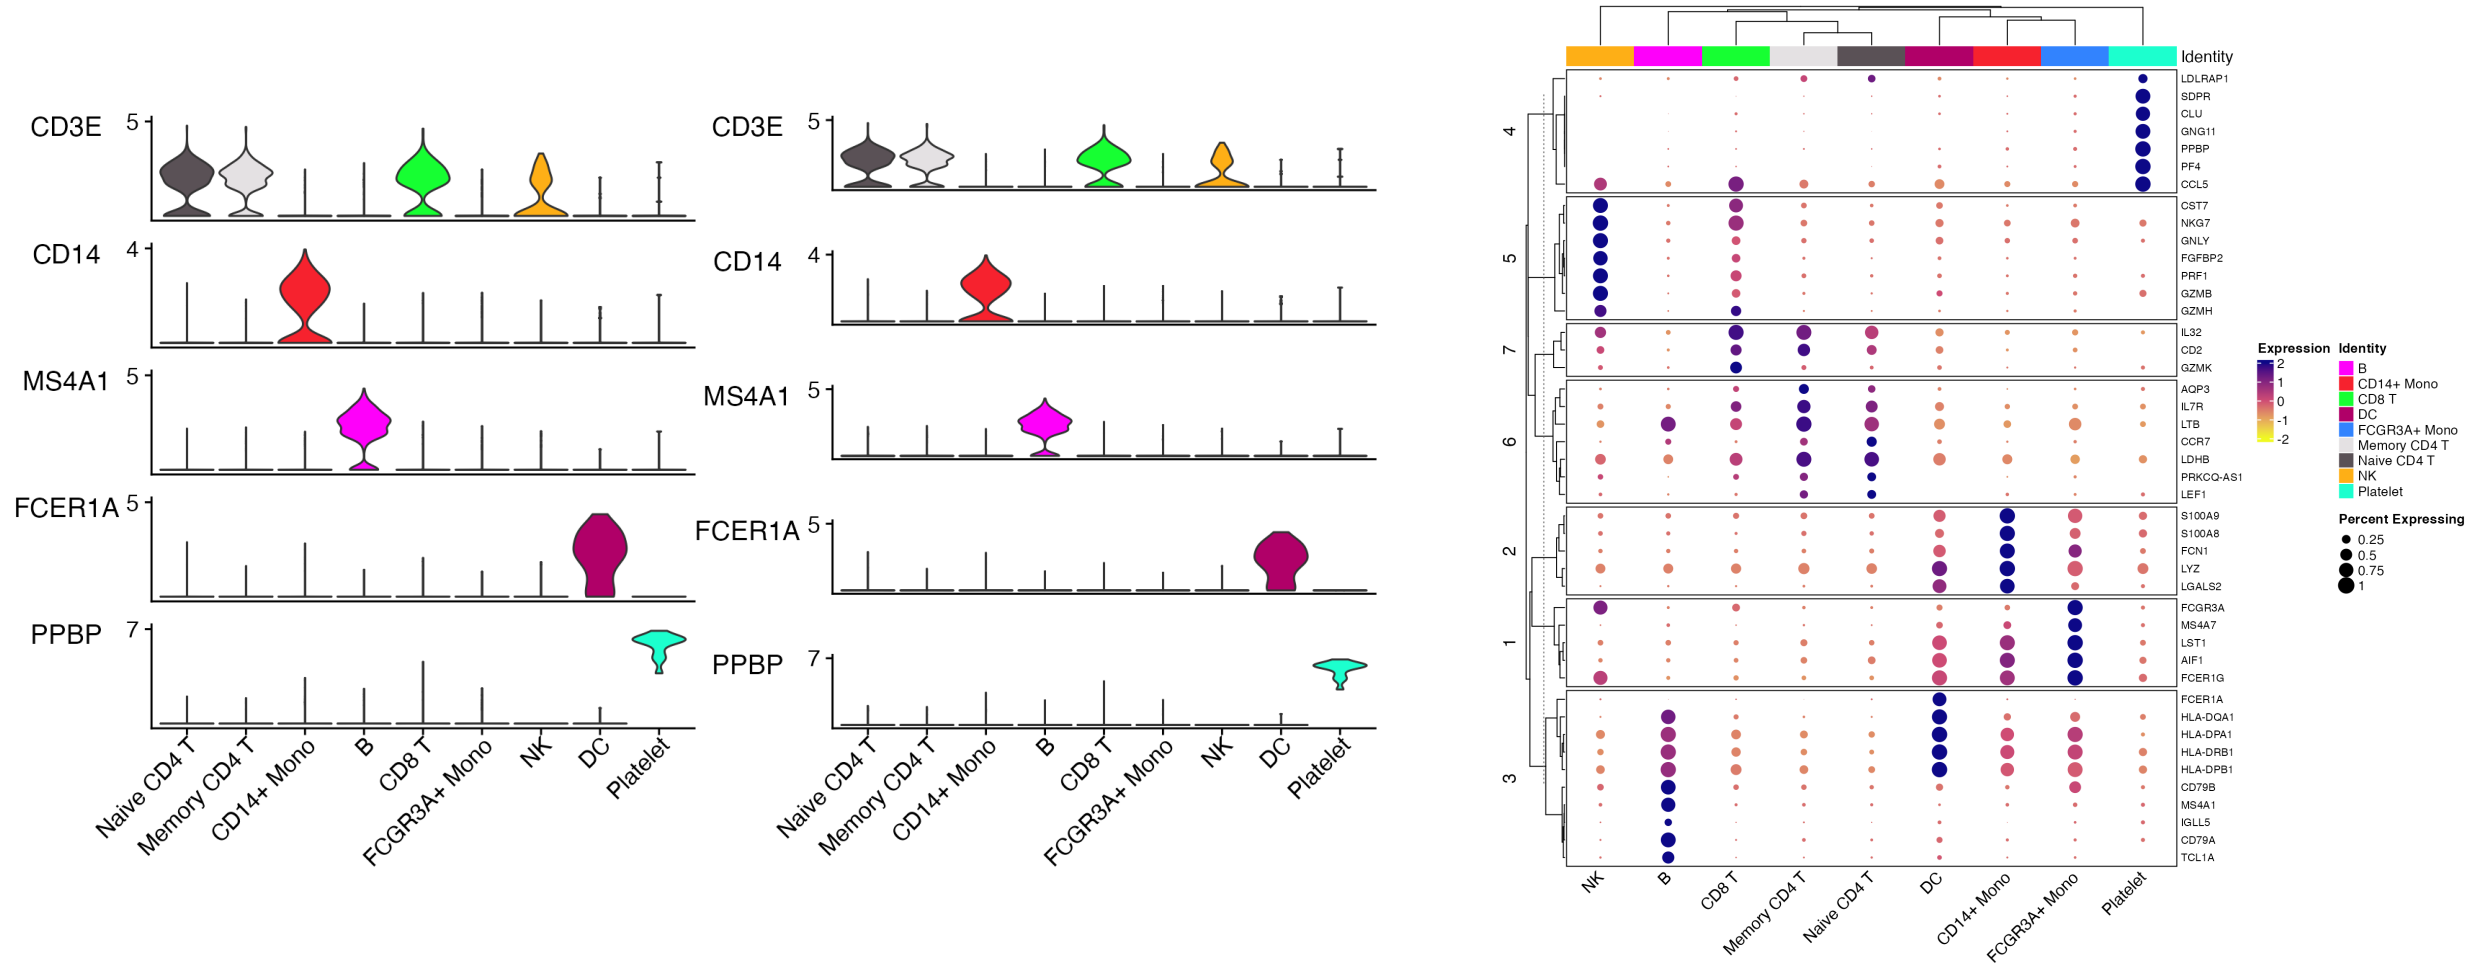 CD3E
5
CD14
4
MS4A1
5
FCER1A
5
PPBP
7
Naive CD4 T
Memory CD4 T
CD14+ Mono
B
CD8 T
FCGR3A+ Mono
NK
DC
Platelet
CD3E
5
CD14
4
MS4A1
5
FCER1A
5
PPBP
7
Naive CD4 T
Memory CD4 T
CD14+ Mono
B
CD8 T
FCGR3A+ Mono
NK
DC
Platelet
Identity
4
LDLRAP1
SDPR
CLU
GNG11
PPBP
PF4
CCL5
5
CST7
NKG7
GNLY
FGFBP2
PRF1
GZMB
GZMH
7
IL32
CD2
GZMK
6
AQP3
IL7R
LTB
CCR7
LDHB
PRKCQ-AS1
LEF1
2
S100A9
S100A8
FCN1
LYZ
LGALS2
1
FCGR3A
MS4A7
LST1
AIF1
FCER1G
3
FCER1A
HLA-DQA1
HLA-DPA1
HLA-DRB1
HLA-DPB1
CD79B
MS4A1
IGLL5
CD79A
TCL1A
NK
B
CD8 T
Memory CD4 T
Naive CD4 T
DC
CD14+ Mono
FCGR3A+ Mono
Platelet
Expression
2
1
0
-1
-2
Identity
B
CD14+ Mono
CD8 T
DC
FCGR3A+ Mono
Memory CD4 T
Naive CD4 T
NK
Platelet
Percent Expressing
0.25
0.5
0.75
1